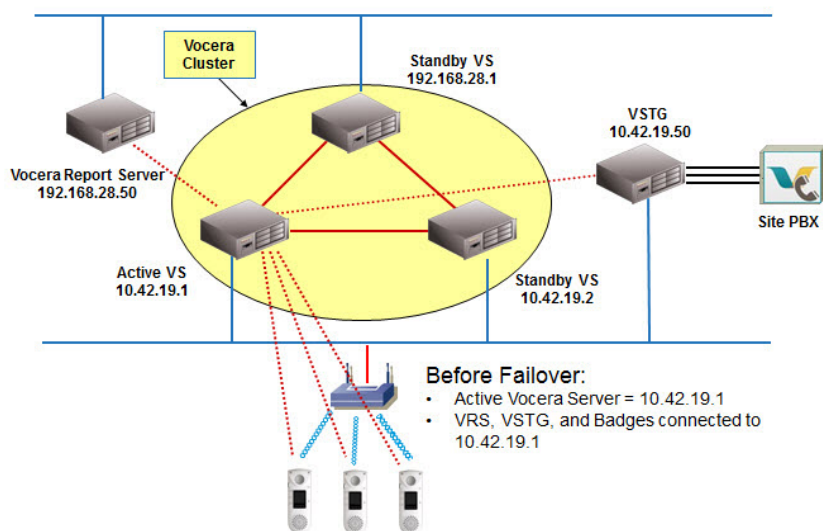 Vocera
Cluster
Standby VS
192.168.28.1
VSTG
10.42.19.50
Vocera Report Server
192.168.28.50
Site PBX
Active VS
10.42.19.1
Standby VS
10.42.19.2
Before Failover:
• Active Vocera Server = 10.42.19.1
• VRS, VSTG, and Badges connected to
10.42.19.1